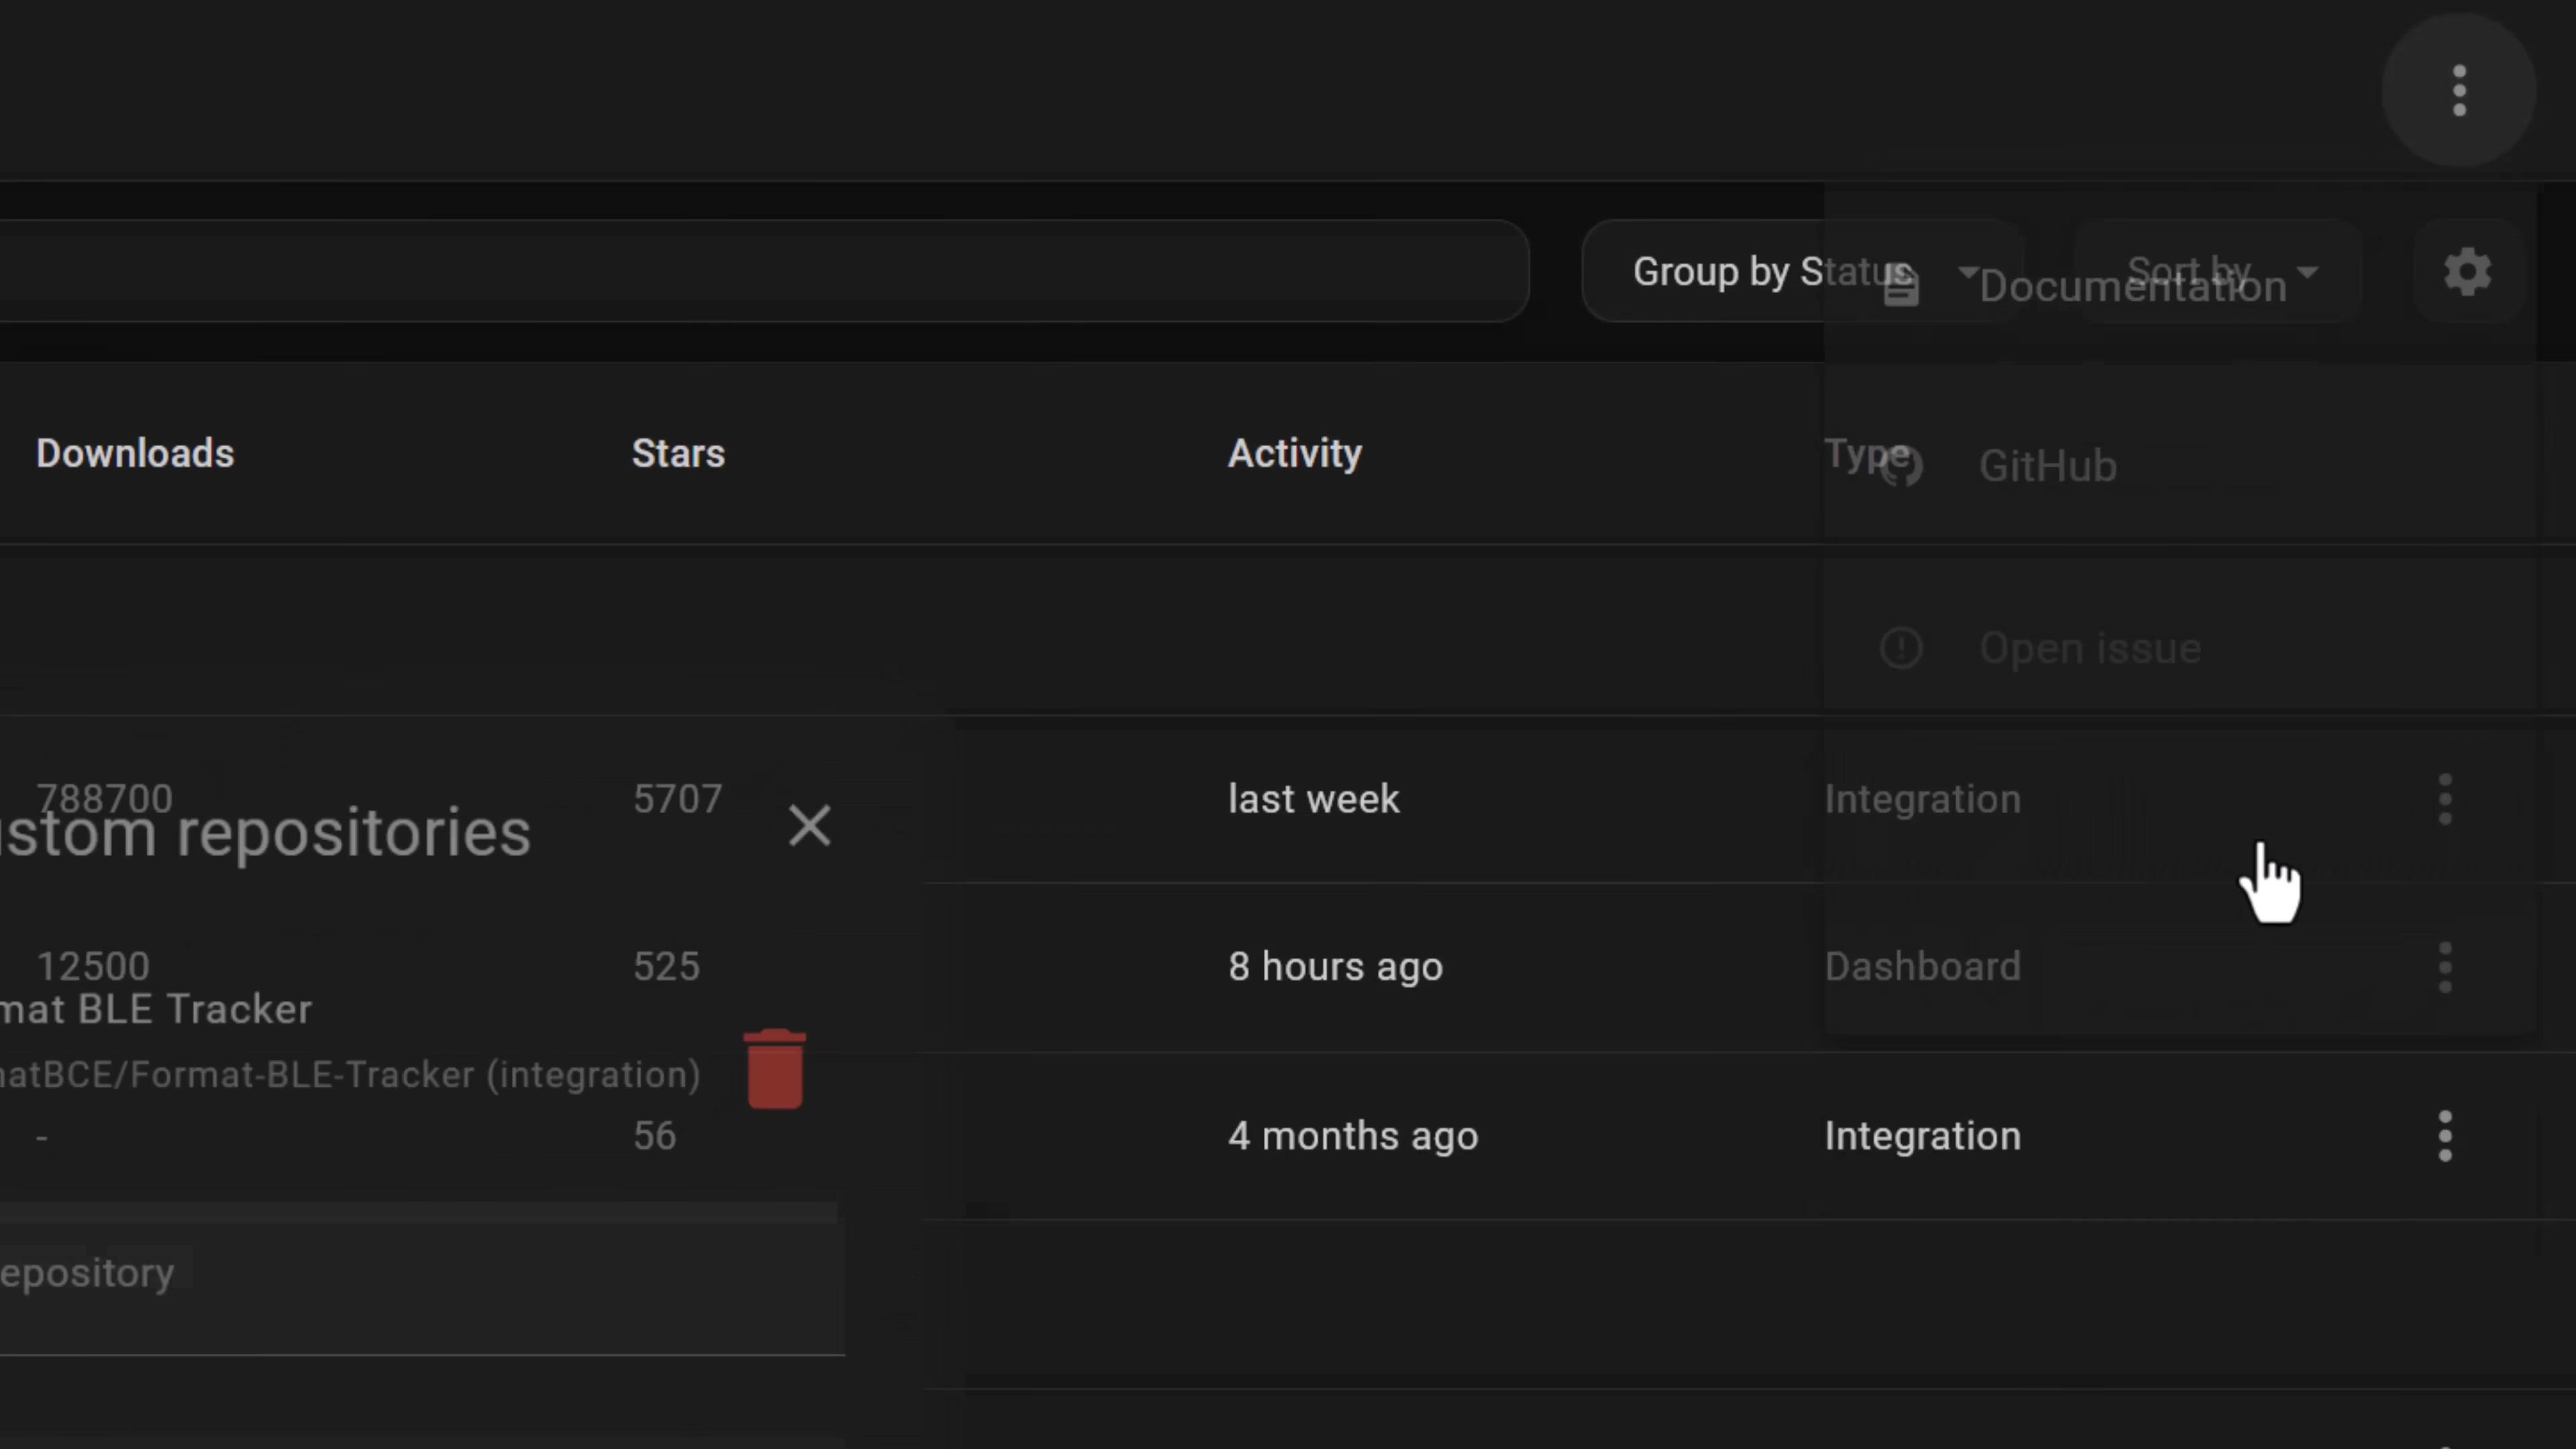 Group by Status
Sort by
Documentation
Downloads
Stars
Activity
Type
GitHub
Open issue
788700
5707
last week
Integration
stom repositories
12500
525
8 hours ago
Dashboard
mat BLE Tracker
atBCE/Format-BLE-Tracker (integration)
-
56
4 months ago
Integration
epository